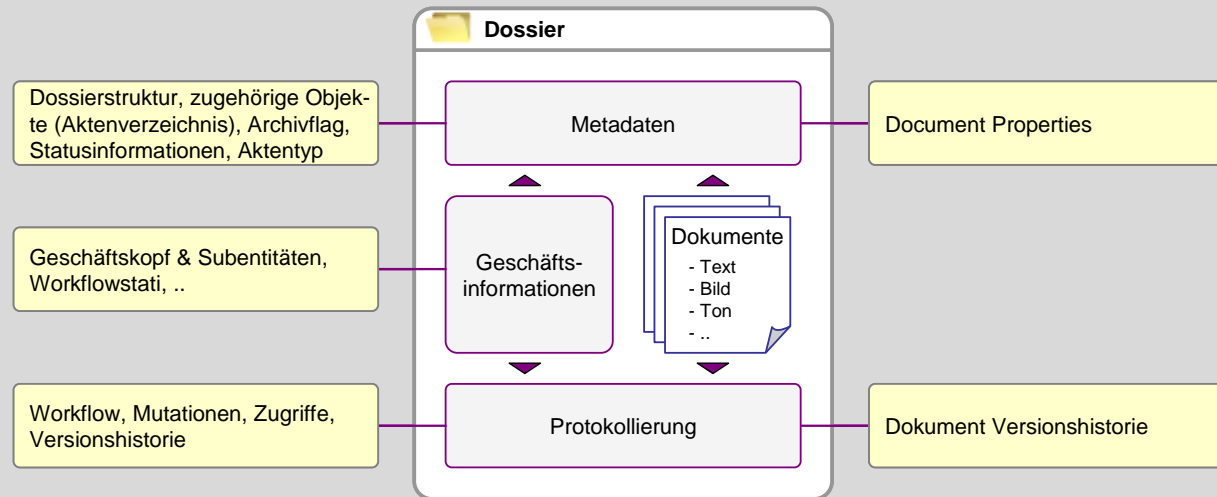 Dossier
Dossierstruktur, zugehörige Objek-
te (Aktenverzeichnis), Archivflag,
Statusinformationen, Aktentyp
Metadaten
Document Properties
Geschäftskopf & Subentitäten,
Workflowstati, ..
Geschäfts-
informationen
Dokumente
- Text
- Bild
- Ton
- ..
Workflow, Mutationen, Zugriffe,
Versionshistorie
Protokollierung
Dokument Versionshistorie